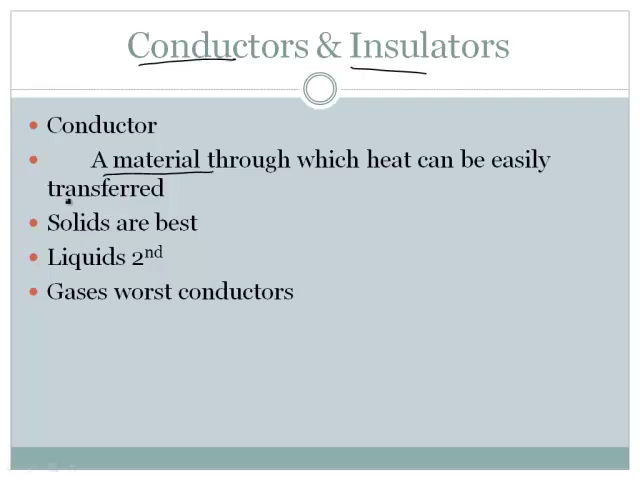 Conductors & Insulators
• Conductor
• A material through which heat can be easily
transferred
• Solids are best
• Liquids 2nd
• Gases worst conductors